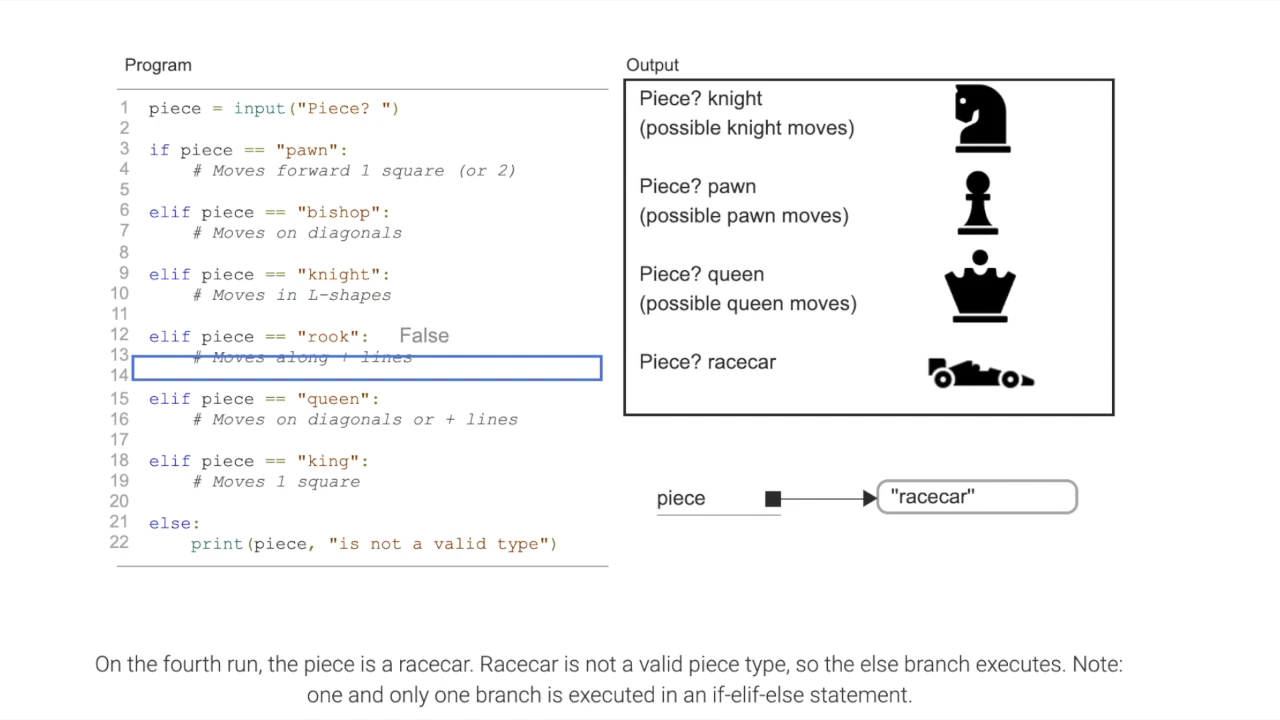 Program
1 piece = input("Piece? ")
2
3 if piece == "pawn":
4 # Moves forward 1 square (or 2)
5
6 elif piece == "bishop":
7 # Moves on diagonals
8
9 elif piece == "knight":
10 # Moves in L-shapes
11
12 elif piece == "rook": False
13 # Moves along + lines
14
15 elif piece == "queen":
16 # Moves on diagonals or + lines
17
18 elif piece == "king":
19 # Moves 1 square
20
21 else:
22 print(piece, "is not a valid type")
Output
Piece? knight
(possible knight moves)
Piece? pawn
(possible pawn moves)
Piece? queen
(possible queen moves)
Piece? racecar
piece "racecar"
On the fourth run, the piece is a racecar. Racecar is not a valid piece type, so the else branch executes. Note:
one and only one branch is executed in an if-elif-else statement.